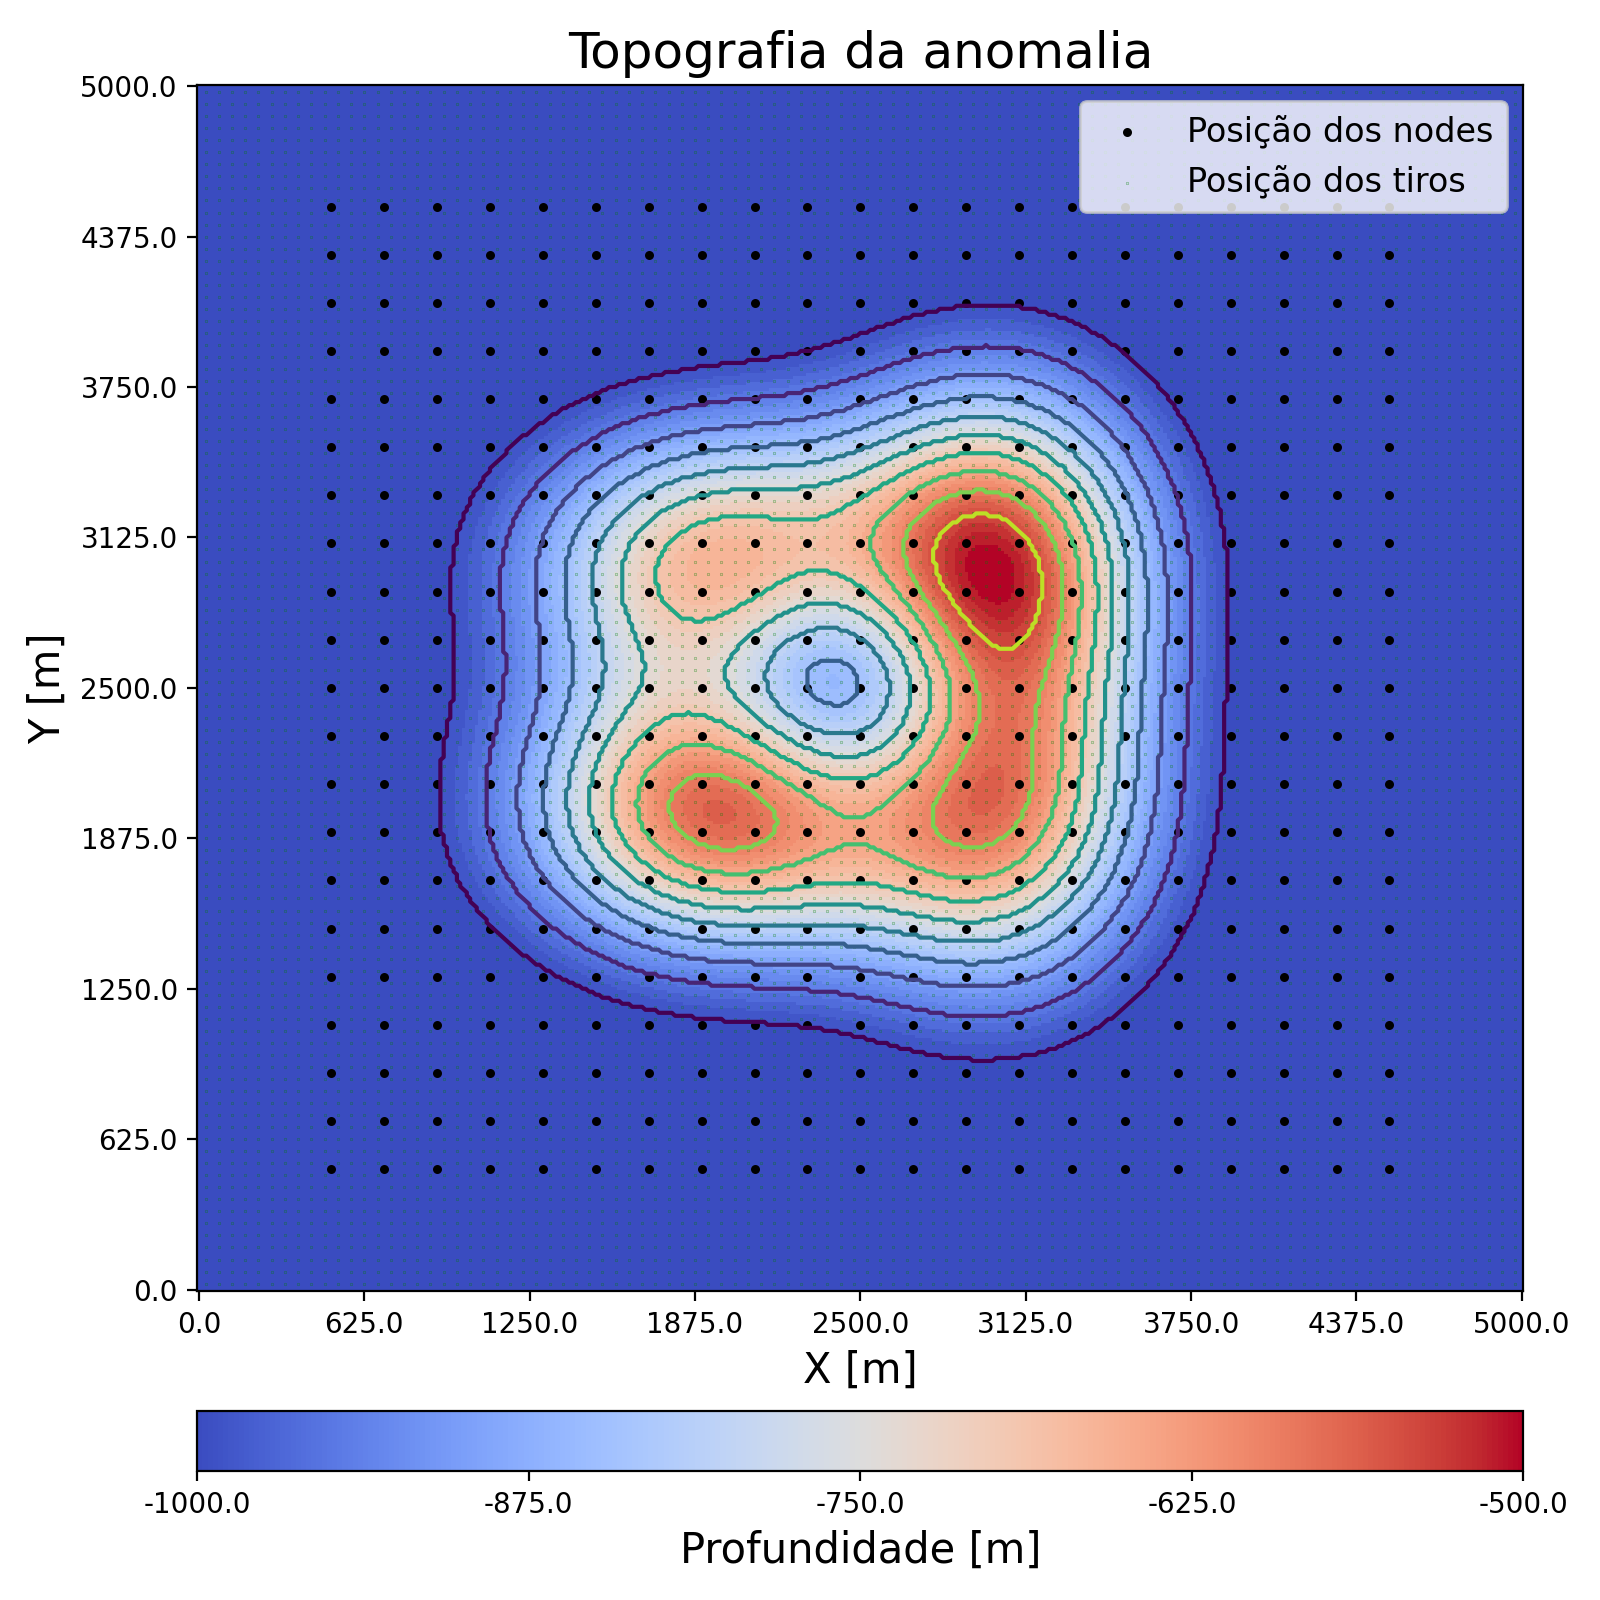 Topografia da anomalia
Posição dos nodes
Posição dos tiros
5000.0
4375.0
3750.0
3125.0
2500.0
1875.0
1250.0
625.0
0.0
Y [m]
0.0 625.0 1250.0 1875.0 2500.0 3125.0 3750.0 4375.0 5000.0
X [m]
-1000.0 -875.0 -750.0 -625.0 -500.0
Profundidade [m]